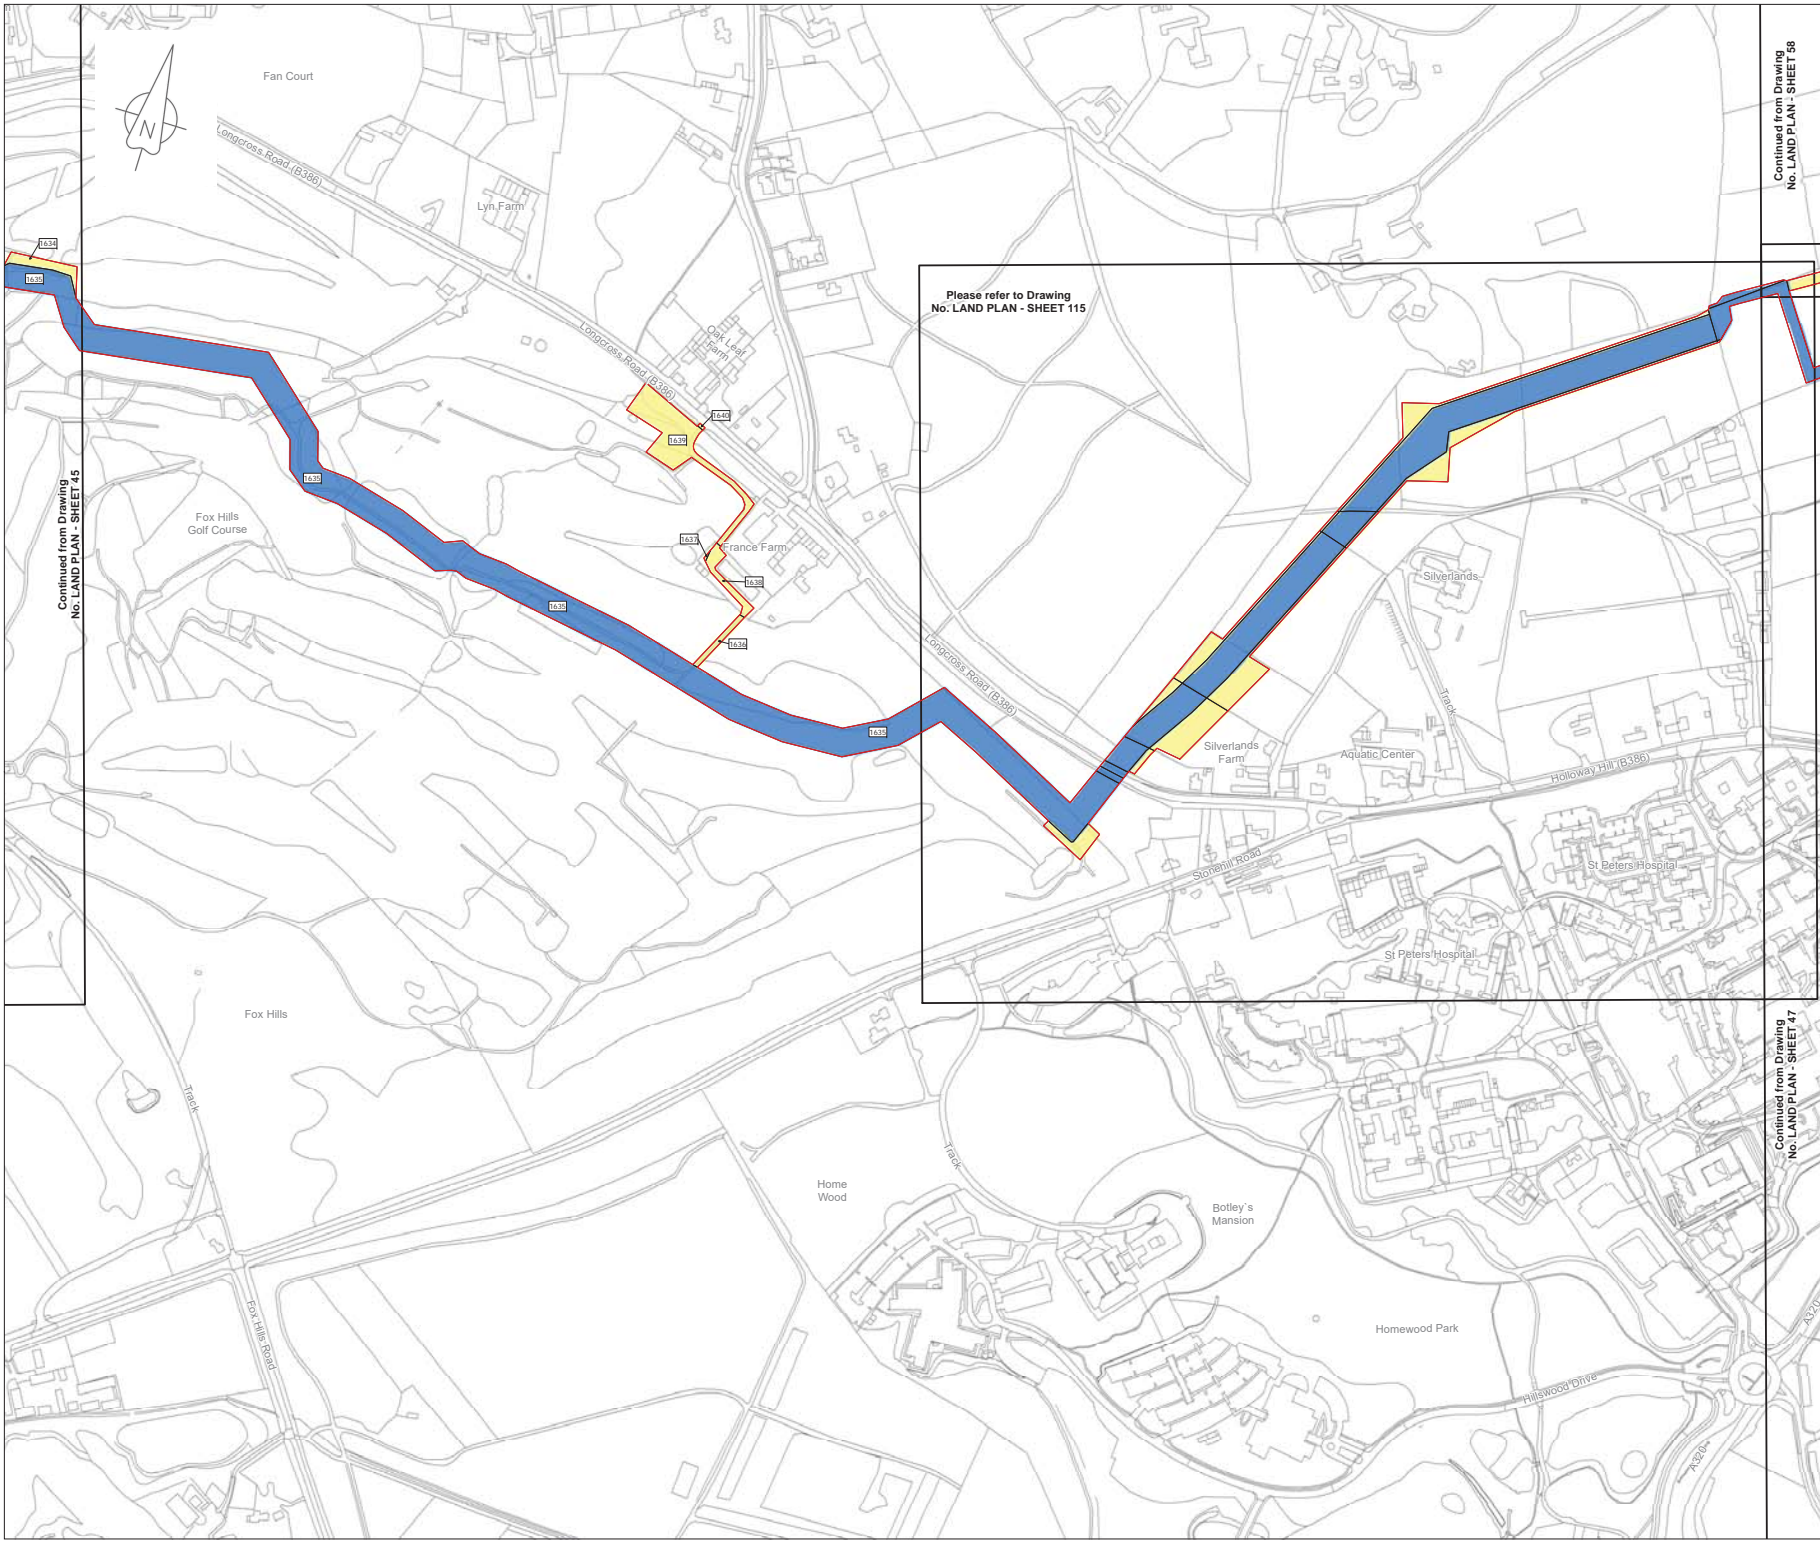 Fan Court
Continued from Drawing
No. LAND PLAN - SHEET 58
N
Longcross Road (B386)
Lyn Farm
1634
1635
Please refer to Drawing
No. LAND PLAN - SHEET 115
Oak Leaf
Farm
Longcross Road (B386)
1640
1639
1635
Continued from Drawing
No. LAND PLAN - SHEET 45
Fox Hills
Golf Course
1637
France Farm
1638
Silverlands
1635
1636
Longcross Road (B386)
Track
1635
Silverlands
Farm
Aquatic Center
Holloway Hill (B386)
Stonehill Road
St Peters Hospital
St Peters Hospital
Fox Hills
Continued from Drawing
No. LAND PLAN - SHEET 47
Track
Track
Home
Wood
Botley`s
Mansion
Fox Hills Road
Homewood Park
A320
Hillswood Drive
A320